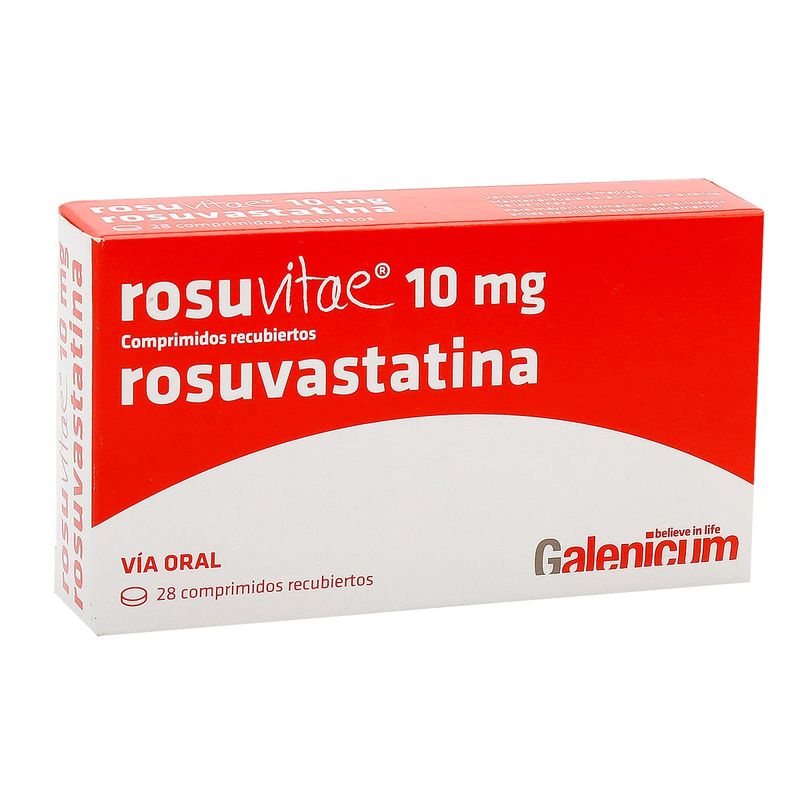 rosuvitae® 10 mg
rosuvastatina
28 comprimidos recubiertos
rosuvitae® 10 mg
Comprimidos recubiertos
rosuvastatina
VÍA ORAL
28 comprimidos recubiertos
believe in life
Galenicum
rosuvitae® 10 mg
rosuvastatina